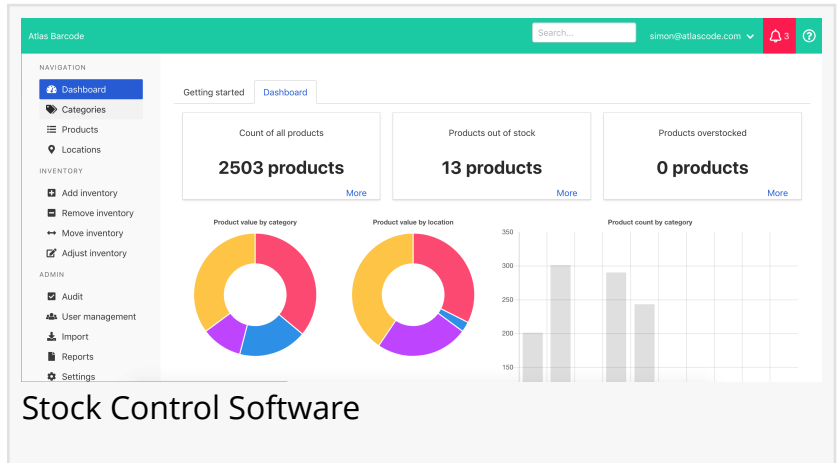 Atlas Barcode
Search...
simon@atlascode.com
3
NAVIGATION
Dashboard
Categories
Products
Locations
INVENTORY
Add inventory
Remove inventory
Move inventory
Adjust inventory
ADMIN
Audit
User management
Import
Reports
Settings
Getting started
Dashboard
Count of all products
2503 products
More
Products out of stock
13 products
More
Products overstocked
0 products
More
Product value by category
Product value by location
Product count by category
350
300
250
200
150
Stock Control Software